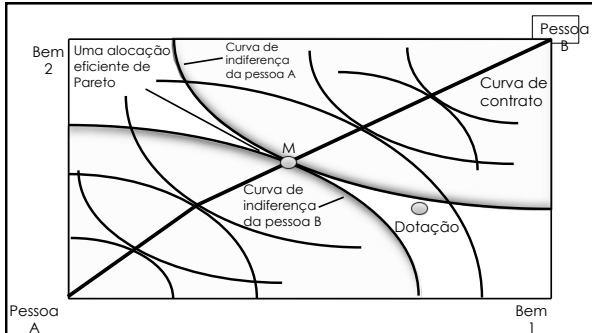 Pessoa
B
Bem
2
Uma alocação
eficiente de
Pareto
Curva de
indiferença
da pessoa A
Curva de
contrato
M
Curva de
indiferença
da pessoa B
Dotação
Pessoa
A
Bem
1